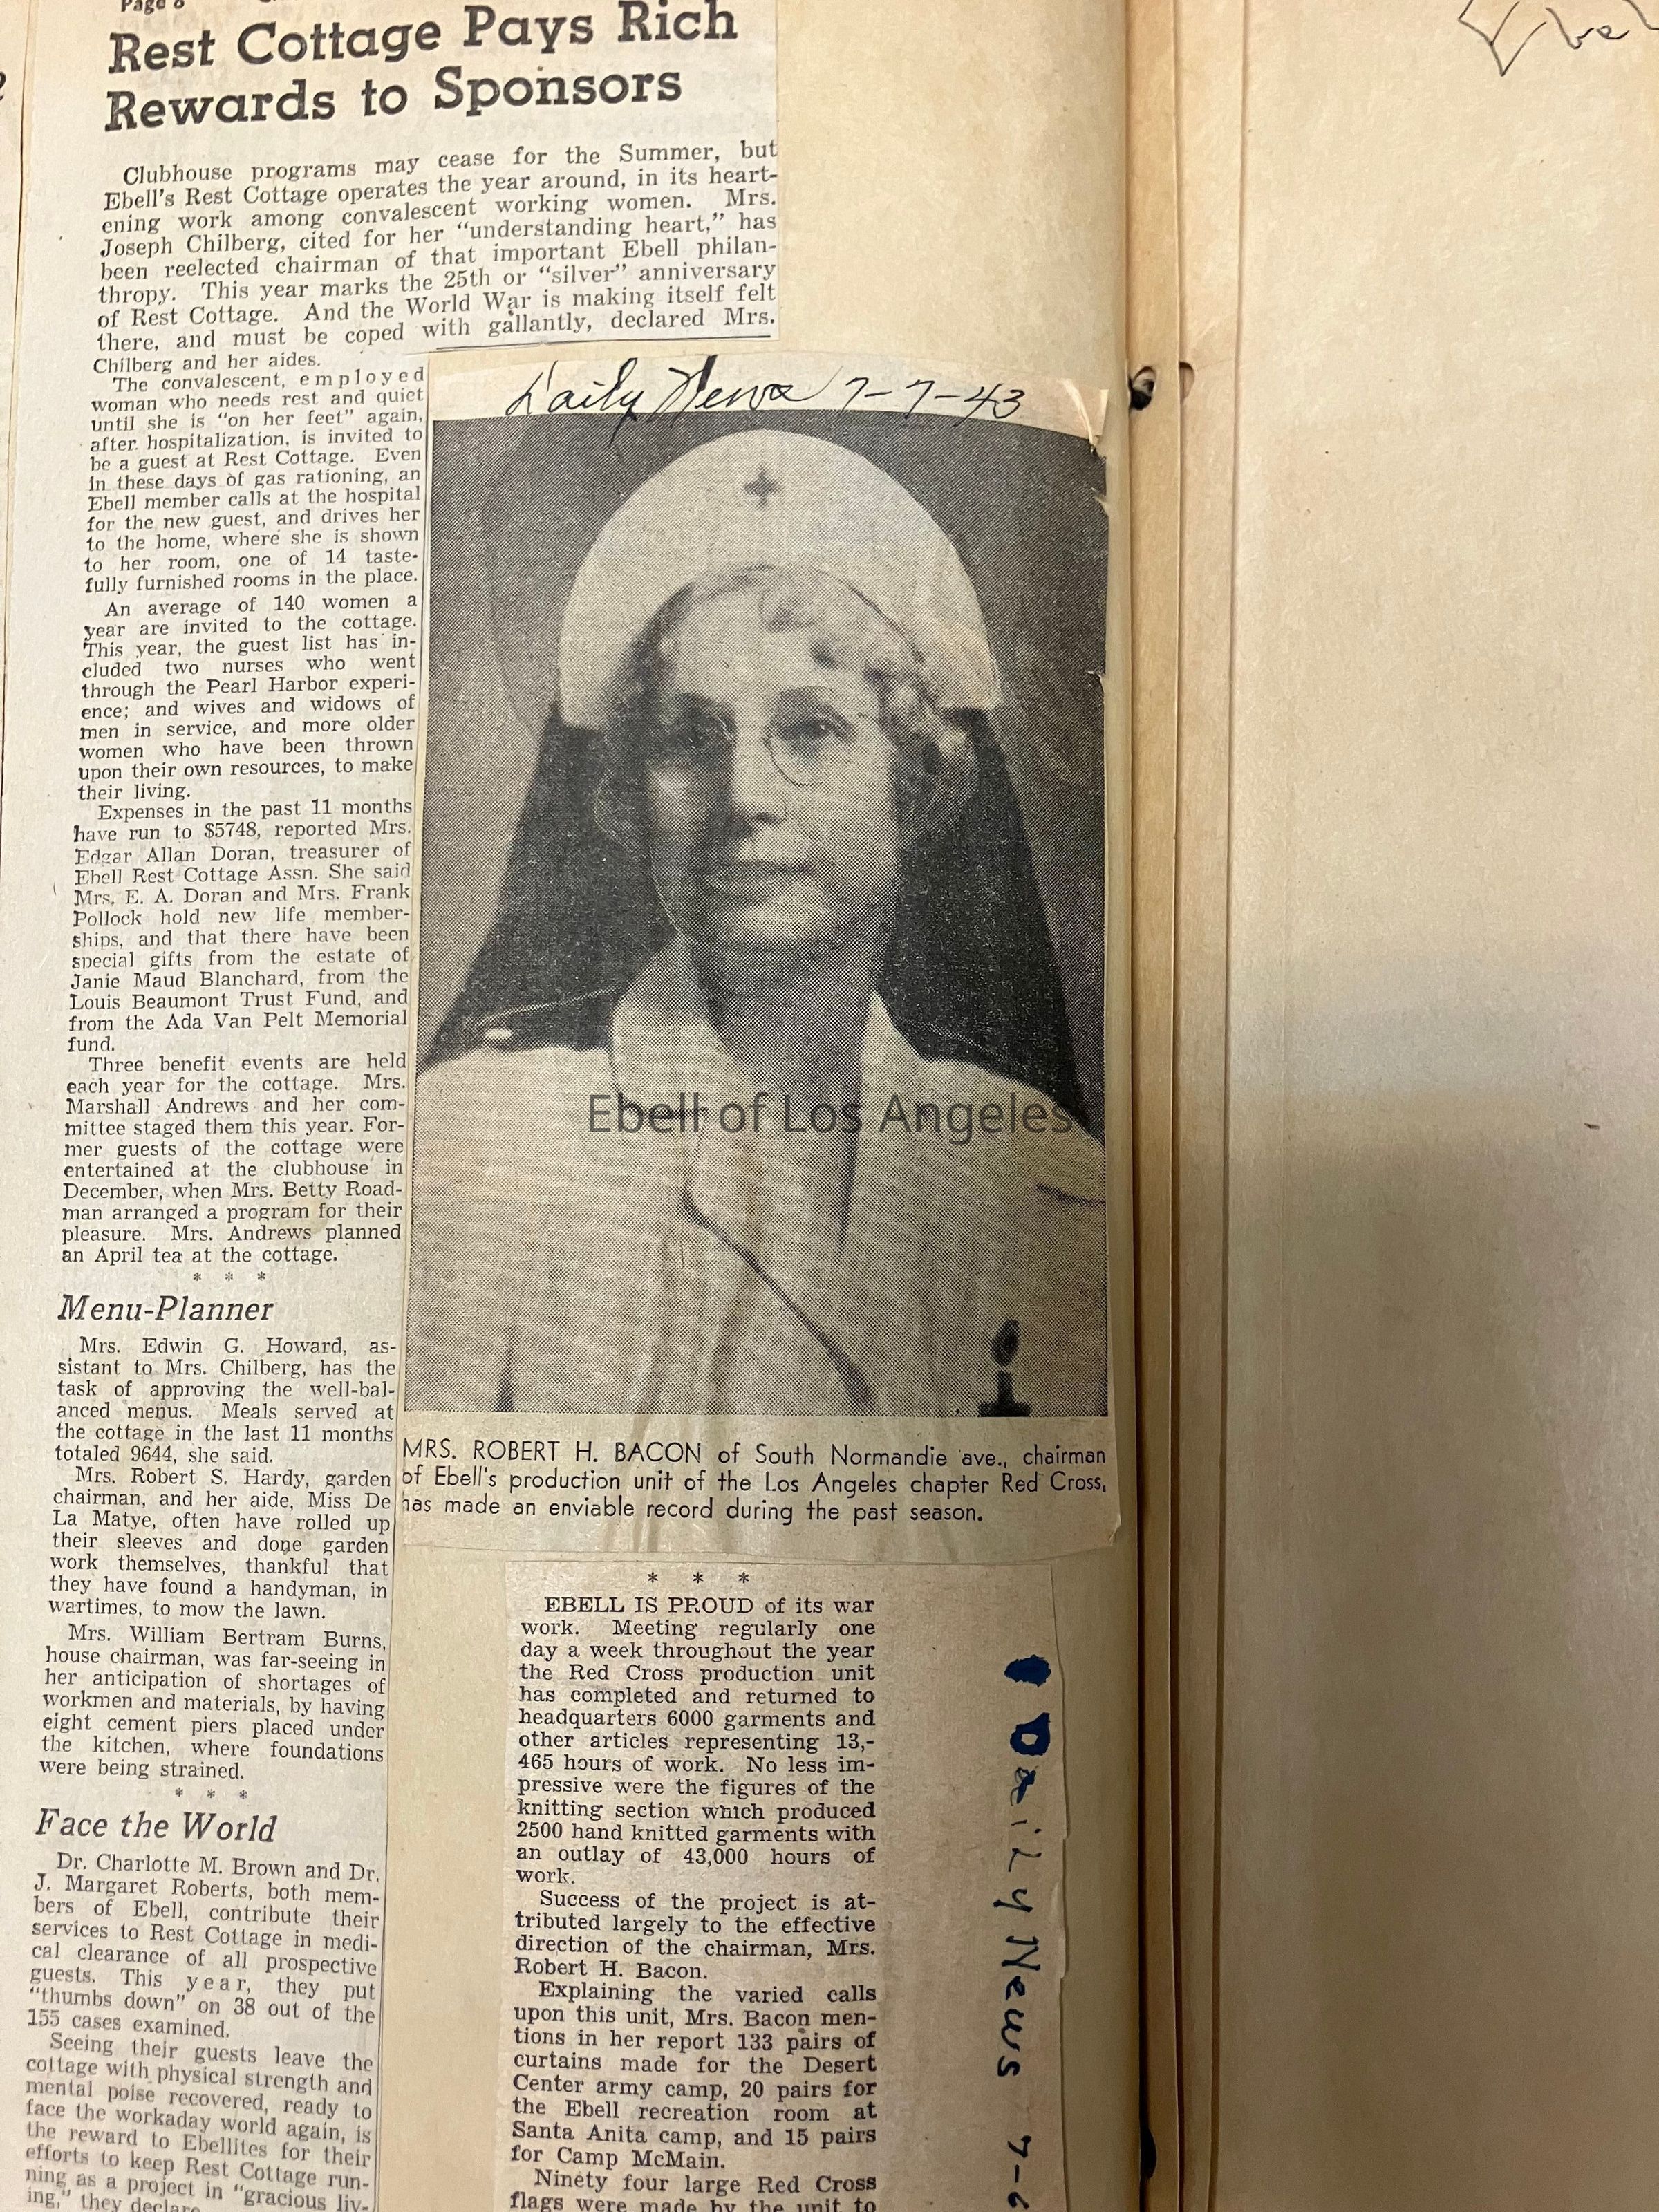 Page 8
Rest Cottage Pays Rich
Rewards to Sponsors
Clubhouse programs may cease for the Summer, but
Ebell's Rest Cottage operates the year around, in its heart-
ening work among convalescent working women. Mrs.
Joseph Chilberg, cited for her "understanding heart," has
been reelected chairman of that important Ebell philan-
thropy. This year marks the 25th or "silver" anniversary
of Rest Cottage. And the World War is making itself felt
there, and must be coped with gallantly, declared Mrs.
Chilberg and her aides.
The convalescent, employed
woman who needs rest and quiet
until she is "on her feet" again,
after hospitalization, is invited to
be a guest at Rest Cottage. Even
in these days of gas rationing, an
Ebell member calls at the hospital
for the new guest, and drives her
to the home, where she is shown
to her room, one of 14 taste-
fully furnished rooms in the place.
An average of 140 women a
year are invited to the cottage.
This year, the guest list has in-
cluded two nurses who went
through the Pearl Harbor experi-
ence; and wives and widows of
men in service, and more older
women who have been thrown
upon their own resources, to make
their living.
Expenses in the past 11 months
have run to $5748, reported Mrs.
Edgar Allan Doran, treasurer of
Ebell Rest Cottage Assn. She said
Mrs. E. A. Doran and Mrs. Frank
Pollock hold new life member-
ships, and that there have been
special gifts from the estate of
Janie Maud Blanchard, from the
Louis Beaumont Trust Fund, and
from the Ada Van Pelt Memorial
fund.
Three benefit events are held
each year for the cottage. Mrs.
Marshall Andrews and her com-
mittee staged them this year. For-
mer guests of the cottage were
entertained at the clubhouse in
December, when Mrs. Betty Road-
man arranged a program for their
pleasure. Mrs. Andrews planned
an April tea at the cottage.
* * *
Menu-Planner
Mrs. Edwin G. Howard, as-
sistant to Mrs. Chilberg, has the
task of approving the well-bal-
anced menus. Meals served at
the cottage in the last 11 months
totaled 9644, she said.
Mrs. Robert S. Hardy, garden
chairman, and her aide, Miss De
La Matye, often have rolled up
their sleeves and done garden
work themselves, thankful that
they have found a handyman, in
wartimes, to mow the lawn.
Mrs. William Bertram Burns,
house chairman, was far-seeing in
her anticipation of shortages of
workmen and materials, by having
eight cement piers placed under
the kitchen, where foundations
were being strained.
* * *
Face the World
Dr. Charlotte M. Brown and Dr.
J. Margaret Roberts, both mem-
bers of Ebell, contribute their
services to Rest Cottage in medi-
cal clearance of all prospective
guests. This year, they put
"thumbs down" on 38 out of the
155 cases examined.
Seeing their guests leave the
cottage with physical strength and
mental poise recovered, ready to
face the workaday world again, is
the reward to Ebellites for their
efforts to keep Rest Cottage run-
ning as a project in "gracious liv-
ing," they declare
Daily News 7-7-43
Ebell of Los Angeles
MRS. ROBERT H. BACON of South Normandie ave., chairman
of Ebell's production unit of the Los Angeles chapter Red Cross,
has made an enviable record during the past season.
* * *
EBELL IS PROUD of its war
work. Meeting regularly one
day a week throughout the year
the Red Cross production unit
has completed and returned to
headquarters 6000 garments and
other articles representing 13,-
465 hours of work. No less im-
pressive were the figures of the
knitting section which produced
2500 hand knitted garments with
an outlay of 43,000 hours of
work.
Success of the project is at-
tributed largely to the effective
direction of the chairman, Mrs.
Robert H. Bacon.
Explaining the varied calls
upon this unit, Mrs. Bacon men-
tions in her report 133 pairs of
curtains made for the Desert
Center army camp, 20 pairs for
the Ebell recreation room at
Santa Anita camp, and 15 pairs
for Camp McMain.
Ninety four large Red Cross
flags were made by the unit to
Daily News 7-6